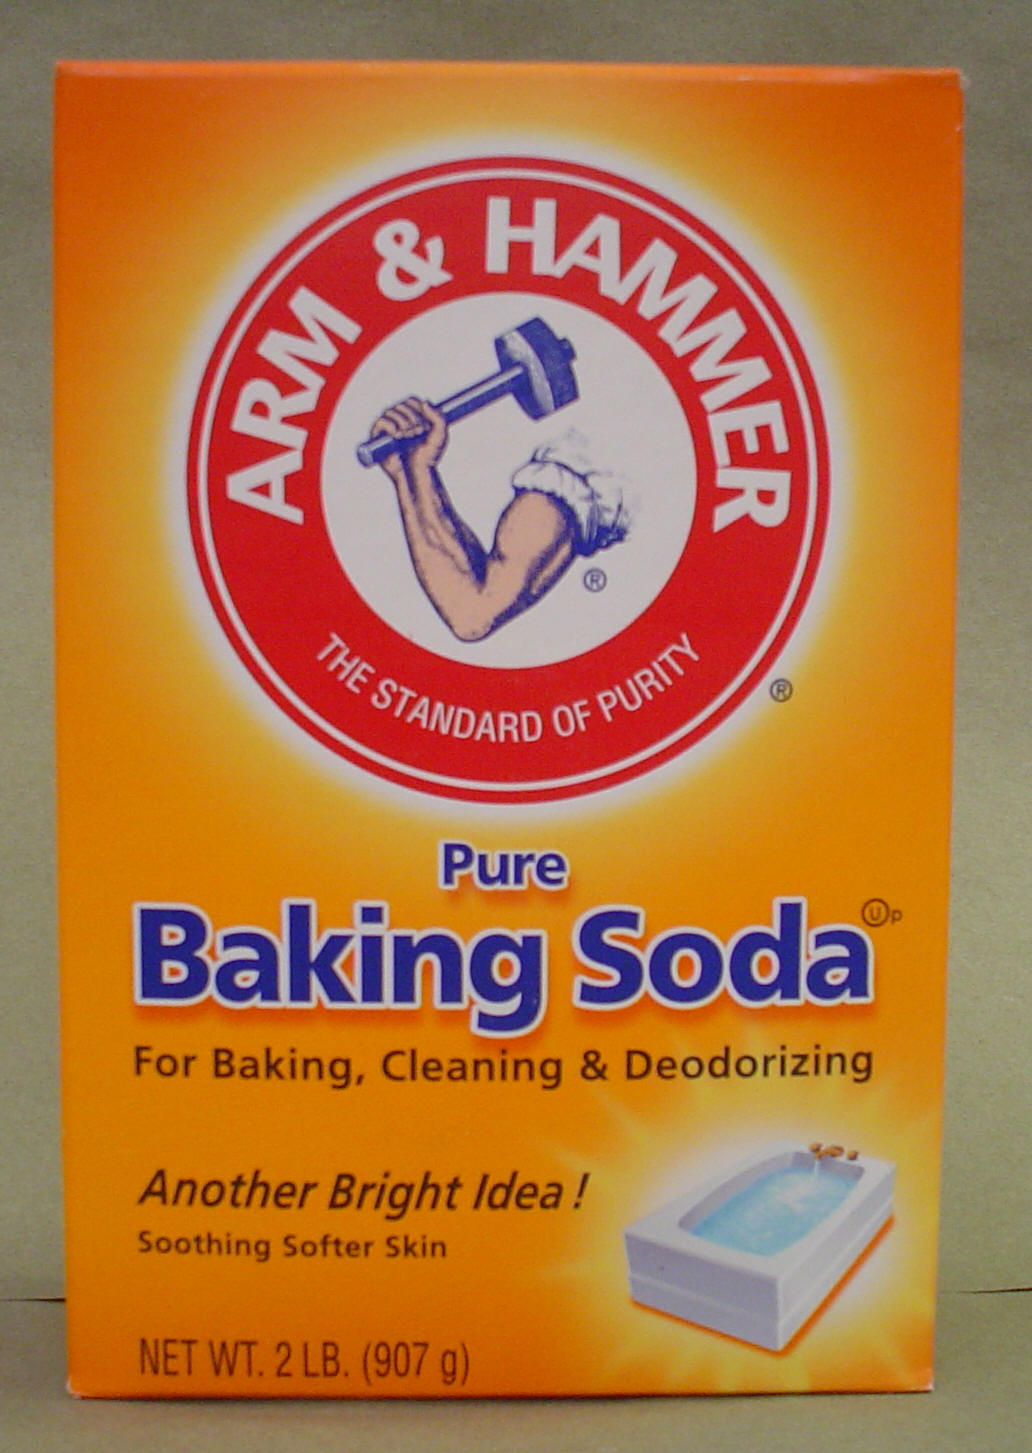 ARM & HAMMER
®
THE STANDARD OF PURITY
®
Pure
Baking Soda Ⓤp
For Baking, Cleaning & Deodorizing
Another Bright Idea!
Soothing Softer Skin
NET WT. 2 LB. (907 g)